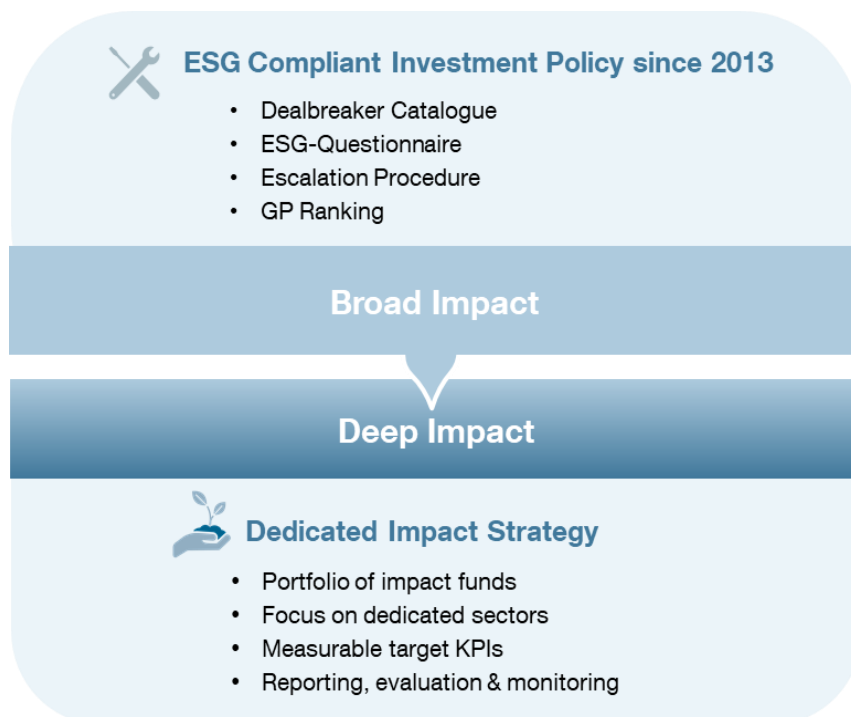 ESG Compliant Investment Policy since 2013
• Dealbreaker Catalogue
• ESG-Questionnaire
• Escalation Procedure
• GP Ranking
Broad Impact
Deep Impact
Dedicated Impact Strategy
• Portfolio of impact funds
• Focus on dedicated sectors
• Measurable target KPIs
• Reporting, evaluation & monitoring